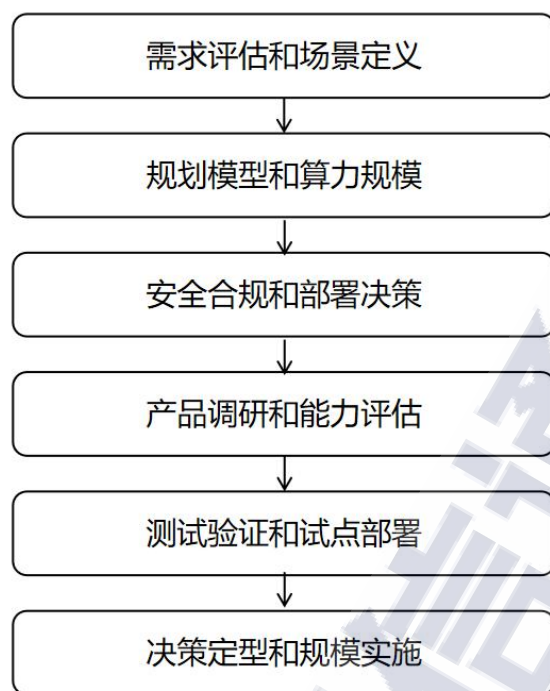 需求评估和场景定义
规划模型和算力规模
安全合规和部署决策
产品调研和能力评估
测试验证和试点部署
决策定型和规模实施